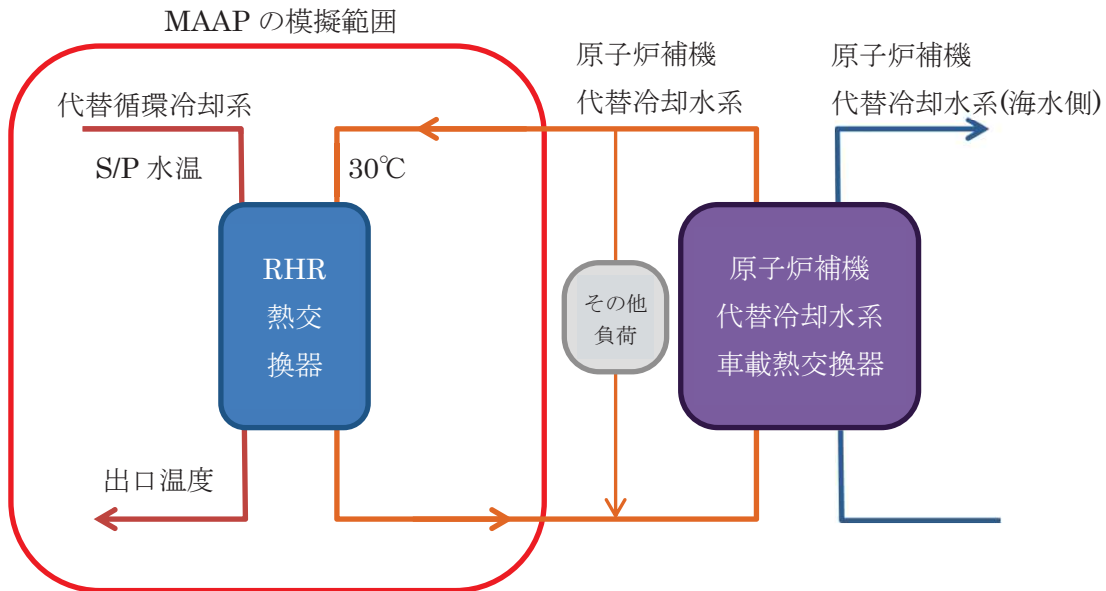 MAAP の模擬範囲
原子炉補機
代替冷却水系
原子炉補機
代替冷却水系(海水側)
代替循環冷却系
S/P 水温
30℃
RHR
熱交
換器
その他
負荷
原子炉補機
代替冷却水系
車載熱交換器
出口温度